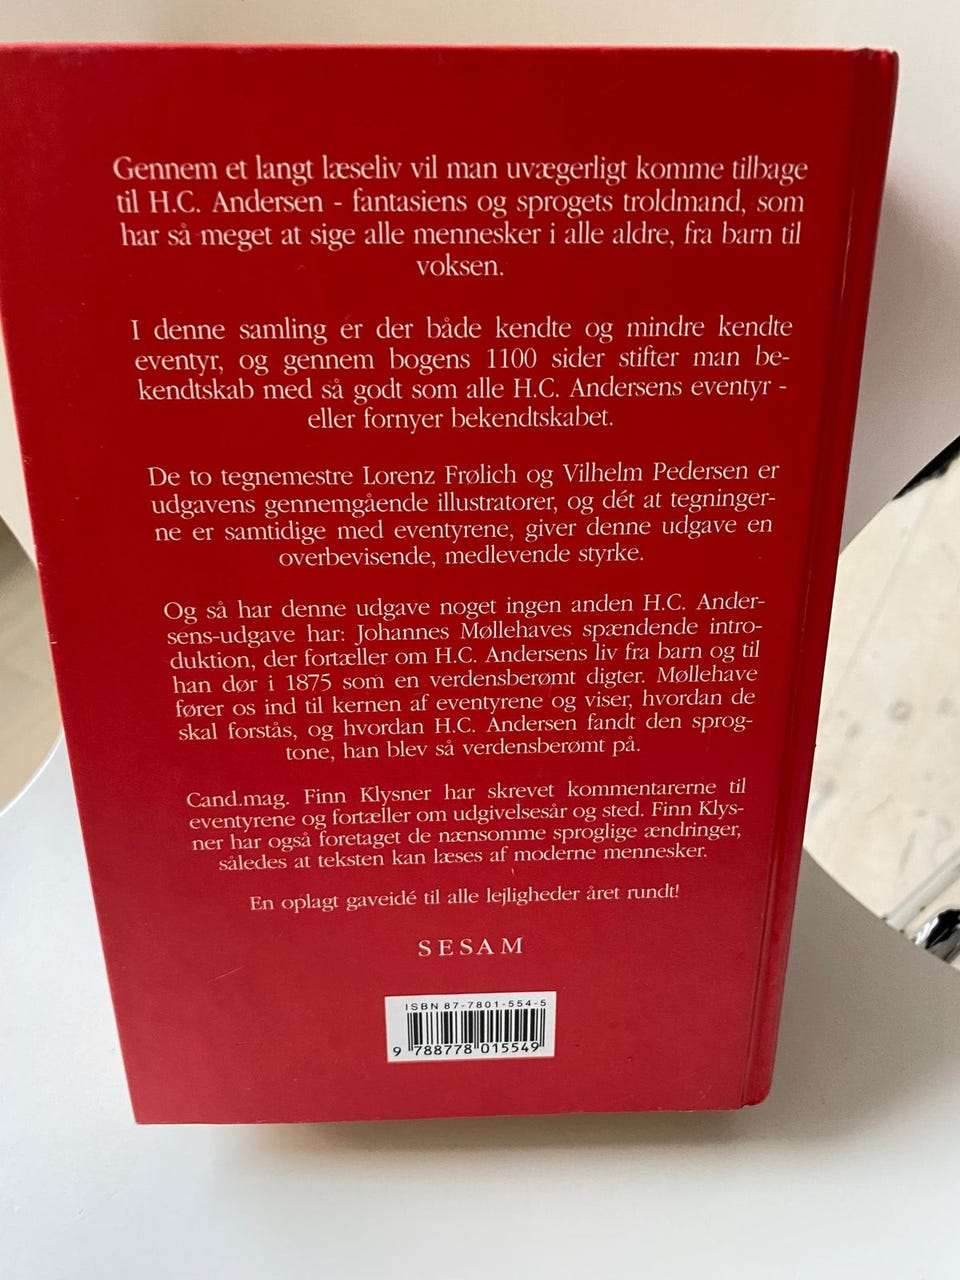 Gennem et langt læseliv vil man uvægerligt komme tilbage
til H.C. Andersen - fantasiens og sprogets troldmand, som
har så meget at sige alle mennesker i alle aldre, fra barn til
voksen.
I denne samling er der både kendte og mindre kendte
eventyr, og gennem bogens 1100 sider stifter man be-
kendtskab med så godt som alle H.C. Andersens eventyr -
eller fornyer bekendtskabet.
De to tegnemestre Lorenz Frølich og Vilhelm Pedersen er
udgavens gennemgående illustratorer, og dét at tegninger-
ne er samtidige med eventyrene, giver denne udgave en
overbevisende, medlevende styrke.
Og så har denne udgave noget ingen anden H.C. Ander-
sens-udgave har: Johannes Møllehaves spændende intro-
duktion, der fortæller om H.C. Andersens liv fra barn og til
han dør i 1875 som en verdensberømt digter. Møllehave
fører os ind til kernen af eventyrene og viser, hvordan de
skal forstås, og hvordan H.C. Andersen fandt den sprog-
tone, han blev så verdensberømt på.
Cand.mag. Finn Klysner har skrevet kommentarerne til
eventyrene og fortæller om udgivelsesår og sted. Finn Klys-
ner har også foretaget de nænsomme sproglige ændringer,
således at teksten kan læses af moderne mennesker.
En oplagt gaveidé til alle lejligheder året rundt!
SESAM
ISBN 87-7801-554-5
9 788778 015549